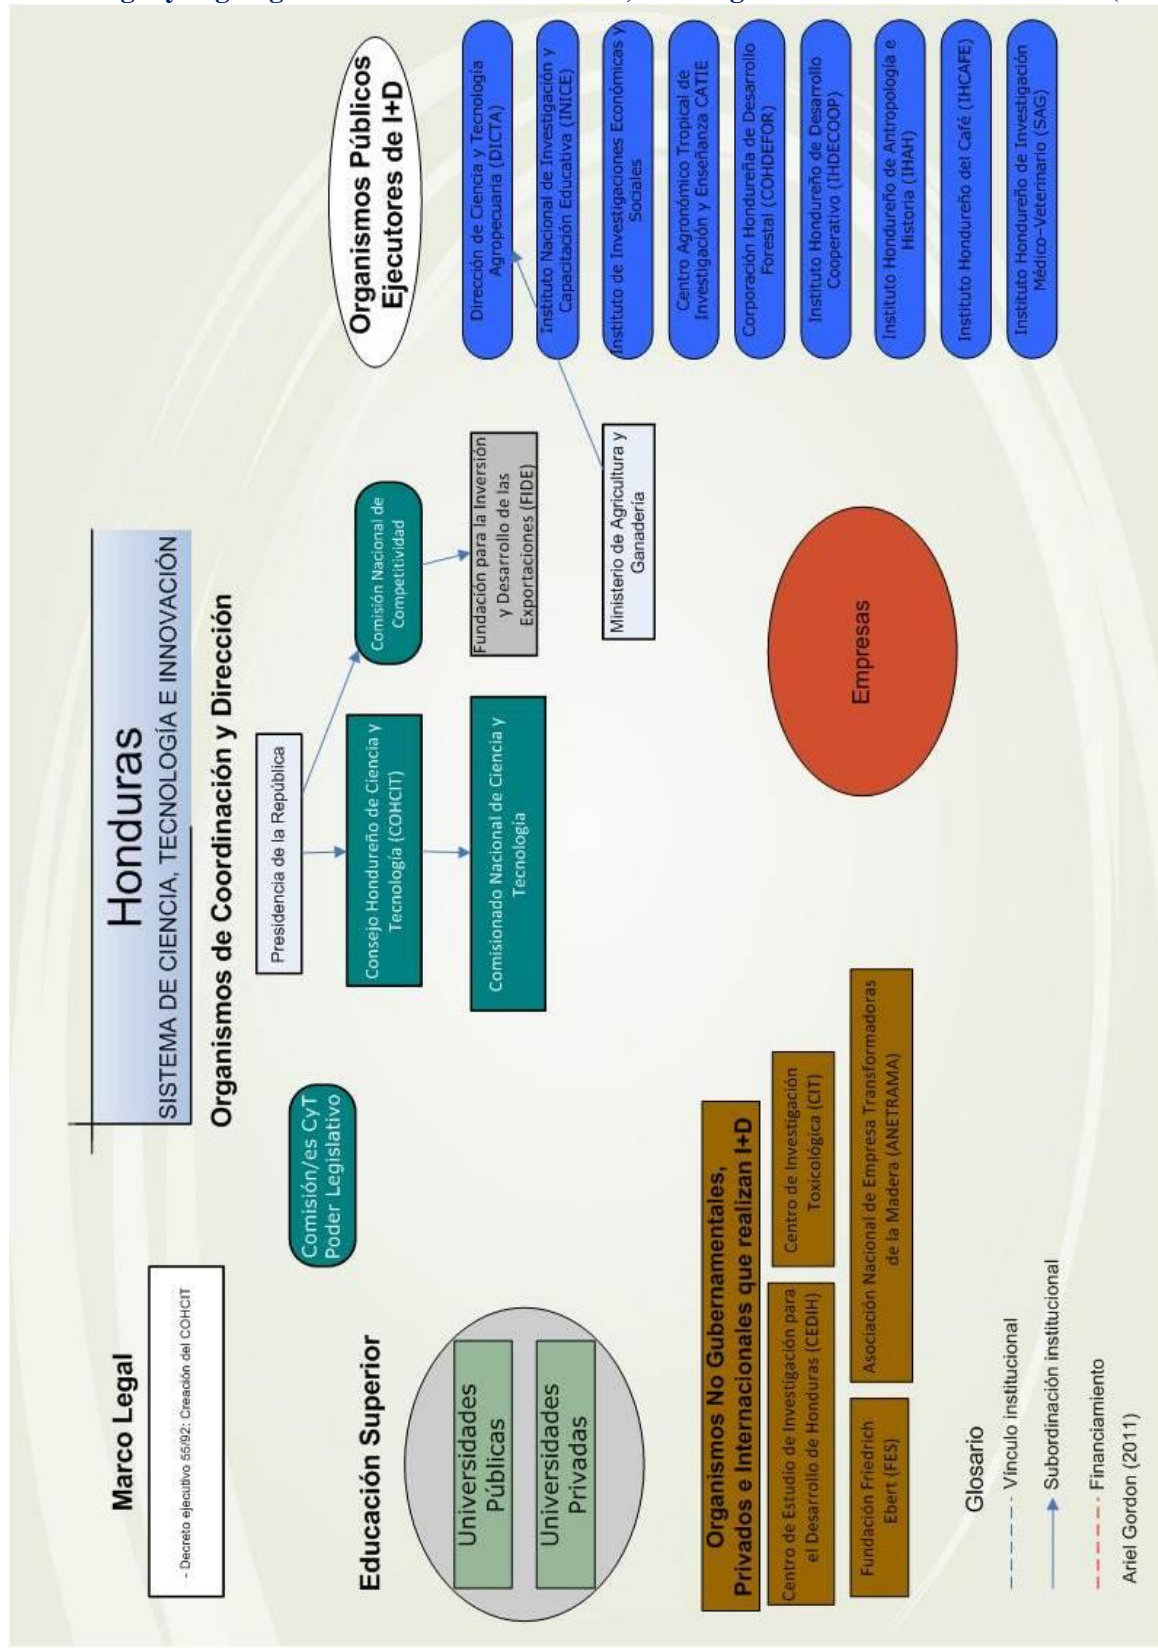 Honduras
SISTEMA DE CIENCIA, TECNOLOGÍA E INNOVACIÓN
Marco Legal
- Decreto ejecutivo 55/92: Creación del COHCIT
Organismos de Coordinación y Dirección
Presidencia de la República
Comisión/es CyT
Poder Legislativo
Consejo Hondureño de Ciencia y
Tecnología (COHCIT)
Comisión Nacional de
Competitividad
Comisionado Nacional de Ciencia y
Tecnología
Fundación para la Inversión
y Desarrollo de las
Exportaciones (FIDE)
Ministerio de Agricultura y
Ganadería
Organismos Públicos
Ejecutores de I+D
Dirección de Ciencia y Tecnología
Agropecuaria (DICTA)
Instituto Nacional de Investigación y
Capacitación Educativa (INICE)
Instituto de Investigaciones Económicas y
Sociales
Centro Agronómico Tropical de
Investigación y Enseñanza CATIE
Corporación Hondureña de Desarrollo
Forestal (COHDEFOR)
Instituto Hondureño de Desarrollo
Cooperativo (IHDECOOP)
Instituto Hondureño de Antropología e
Historia (IHAH)
Instituto Hondureño del Café (IHCAFE)
Instituto Hondureño de Investigación
Médico-Veterinario (SAG)
Educación Superior
Universidades
Públicas
Universidades
Privadas
Empresas
Organismos No Gubernamentales,
Privados e Internacionales que realizan I+D
Centro de Estudio de Investigación para
el Desarrollo de Honduras (CEDIH)
Centro de Investigación
Toxicológica (CIT)
Fundación Friedrich
Ebert (FES)
Asociación Nacional de Empresa Transformadoras
de la Madera (ANETRAMA)
Glosario
Vínculo institucional
Subordinación institucional
Financiamiento
Ariel Gordon (2011)